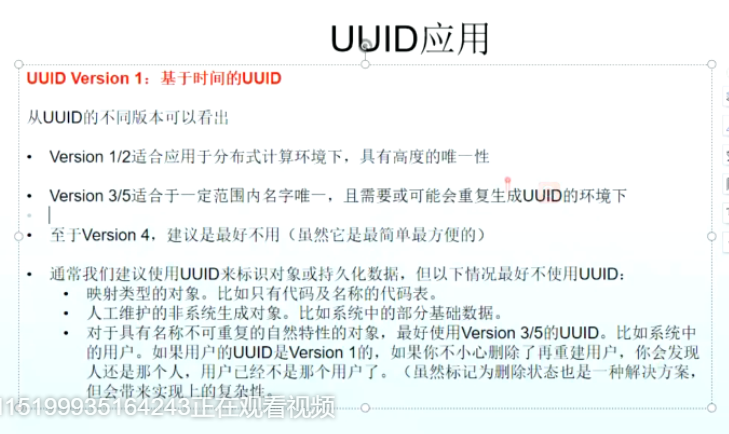 UUID应用
UUID Version 1：基于时间的UUID
从UUID的不同版本可以看出
• Version 1/2适合应用于分布式计算环境下，具有高度的唯一性
• Version 3/5适合于一定范围内名字唯一，且需要或可能会重复生成UUID的环境下
• 至于Version 4，建议是最好不用（虽然它是最简单最方便的）
• 通常我们建议使用UUID来标识对象或持久化数据，但以下情况最好不使用UUID：
• 映射类型的对象。比如只有代码及名称的代码表。
• 人工维护的非系统生成对象。比如系统中的部分基础数据。
• 对于具有名称不可重复的自然特性的对象，最好使用Version 3/5的UUID。比如系统中
的用户。如果用户的UUID是Version 1的，如果你不小心删除了再重建用户，你会发现
人还是那个人，用户已经不是那个用户了。（虽然标记为删除状态也是一种解决方案，
但会带来实现上的复杂性。
15199935164243正在观看视频